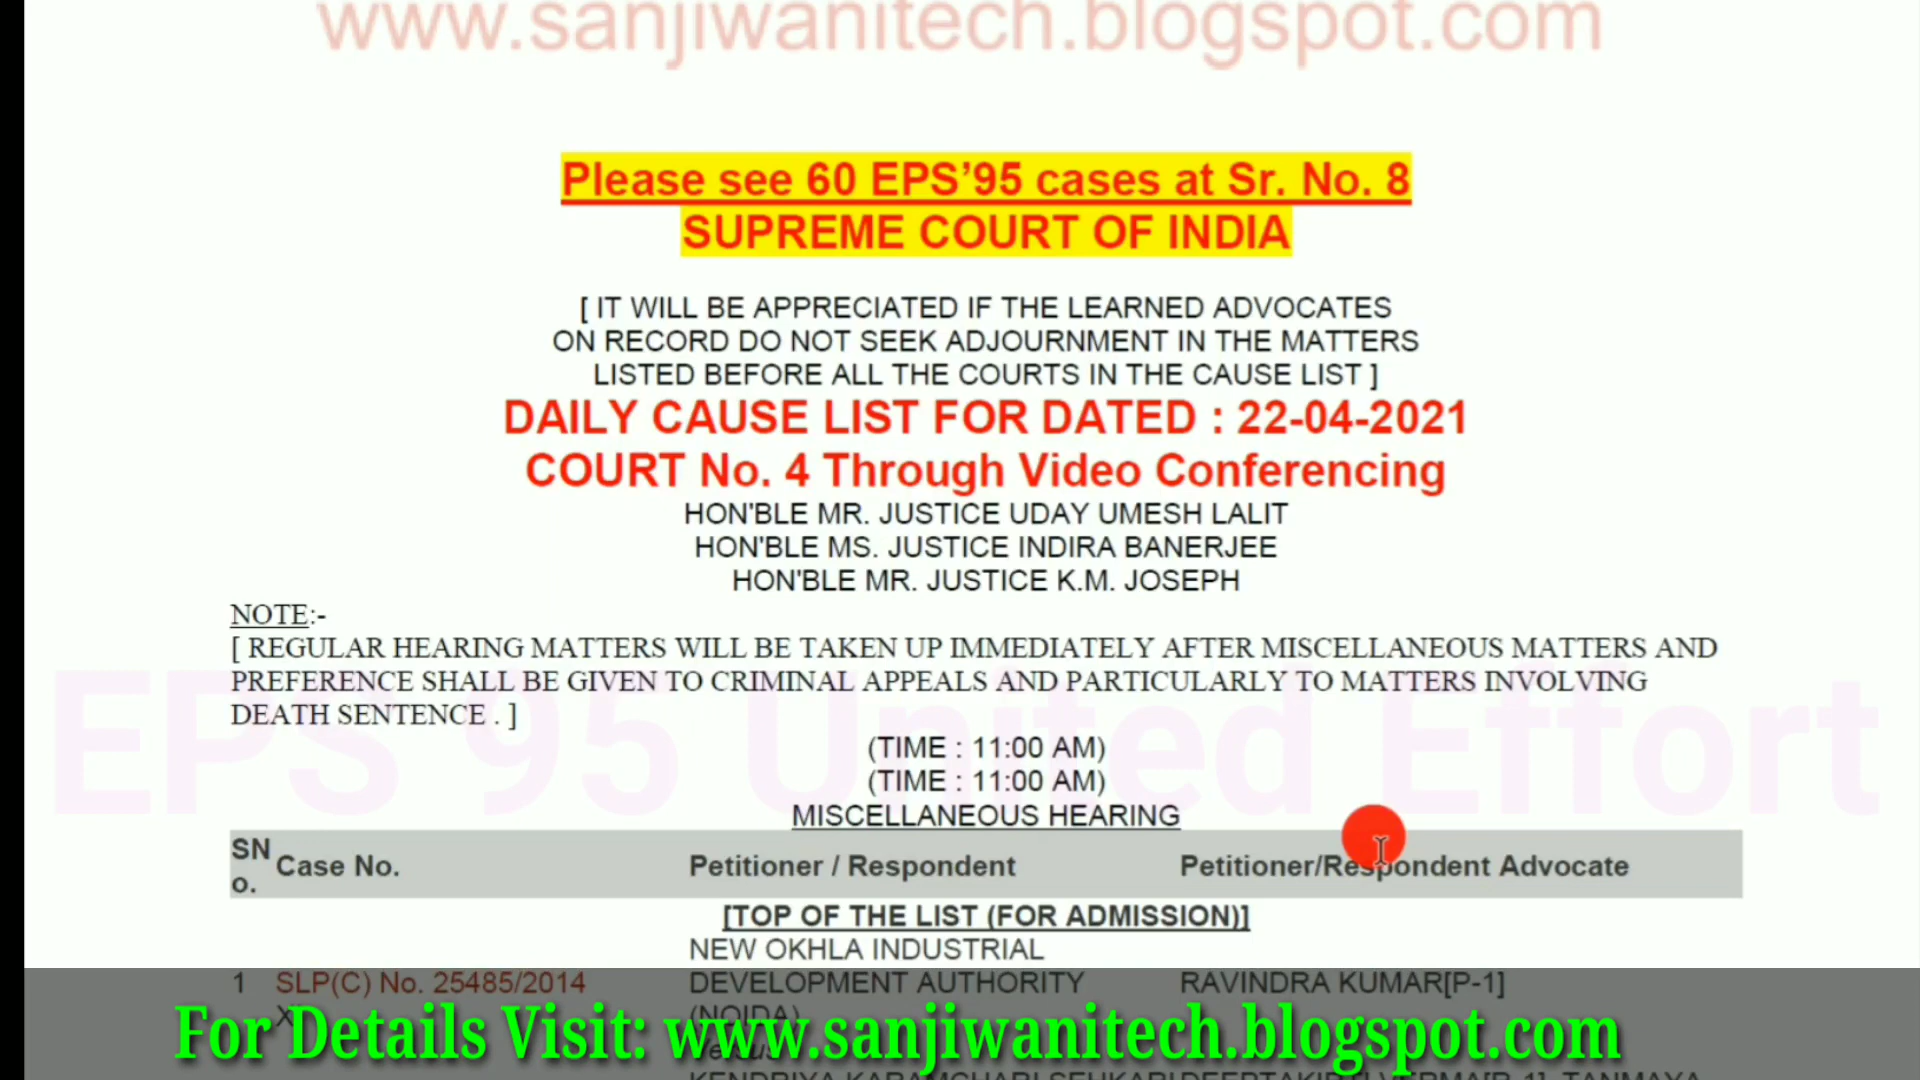 www.sanjiwanitech.blogspot.com
Please see 60 EPS’95 cases at Sr. No. 8
SUPREME COURT OF INDIA
[ IT WILL BE APPRECIATED IF THE LEARNED ADVOCATES
ON RECORD DO NOT SEEK ADJOURNMENT IN THE MATTERS
LISTED BEFORE ALL THE COURTS IN THE CAUSE LIST ]
DAILY CAUSE LIST FOR DATED : 22-04-2021
COURT No. 4 Through Video Conferencing
HON'BLE MR. JUSTICE UDAY UMESH LALIT
HON'BLE MS. JUSTICE INDIRA BANERJEE
HON'BLE MR. JUSTICE K.M. JOSEPH
NOTE:-
[ REGULAR HEARING MATTERS WILL BE TAKEN UP IMMEDIATELY AFTER MISCELLANEOUS MATTERS AND
PREFERENCE SHALL BE GIVEN TO CRIMINAL APPEALS AND PARTICULARLY TO MATTERS INVOLVING
DEATH SENTENCE . ]
EPS 95 United Effort
(TIME : 11:00 AM)
(TIME : 11:00 AM)
MISCELLANEOUS HEARING
SN
o. Case No. Petitioner / Respondent Petitioner/Respondent Advocate
[TOP OF THE LIST (FOR ADMISSION)]
NEW OKHLA INDUSTRIAL
1 SLP(C) No. 25485/2014 DEVELOPMENT AUTHORITY RAVINDRA KUMAR[P-1]
(NOIDA)
For Details Visit: www.sanjiwanitech.blogspot.com